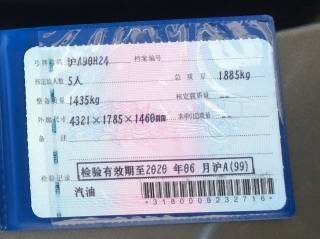 号牌号码 沪A90H24 档案编号
核定载人数 5人 总质量 1885kg
整备质量 1435kg 核定载质量 --
外廓尺寸 4321×1785×1460mm 准牵引总质量 --
备注
检验记录 检验有效期至2020年06月沪A(99)
汽油
*3180008232716*